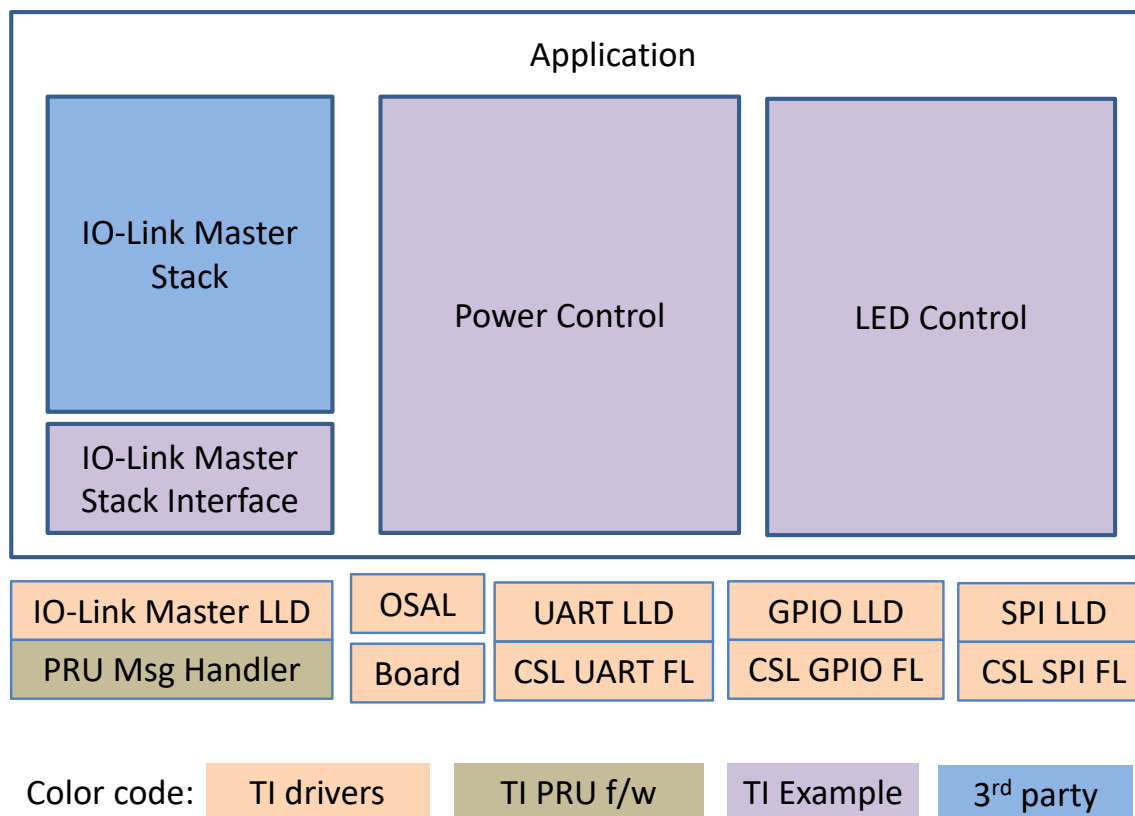 Application
IO-Link Master
Stack
Power Control
LED Control
IO-Link Master
Stack Interface
IO-Link Master LLD
OSAL
UART LLD
GPIO LLD
SPI LLD
PRU Msg Handler
Board
CSL UART FL
CSL GPIO FL
CSL SPI FL
Color code:
TI drivers
TI PRU f/w
TI Example
3rd party